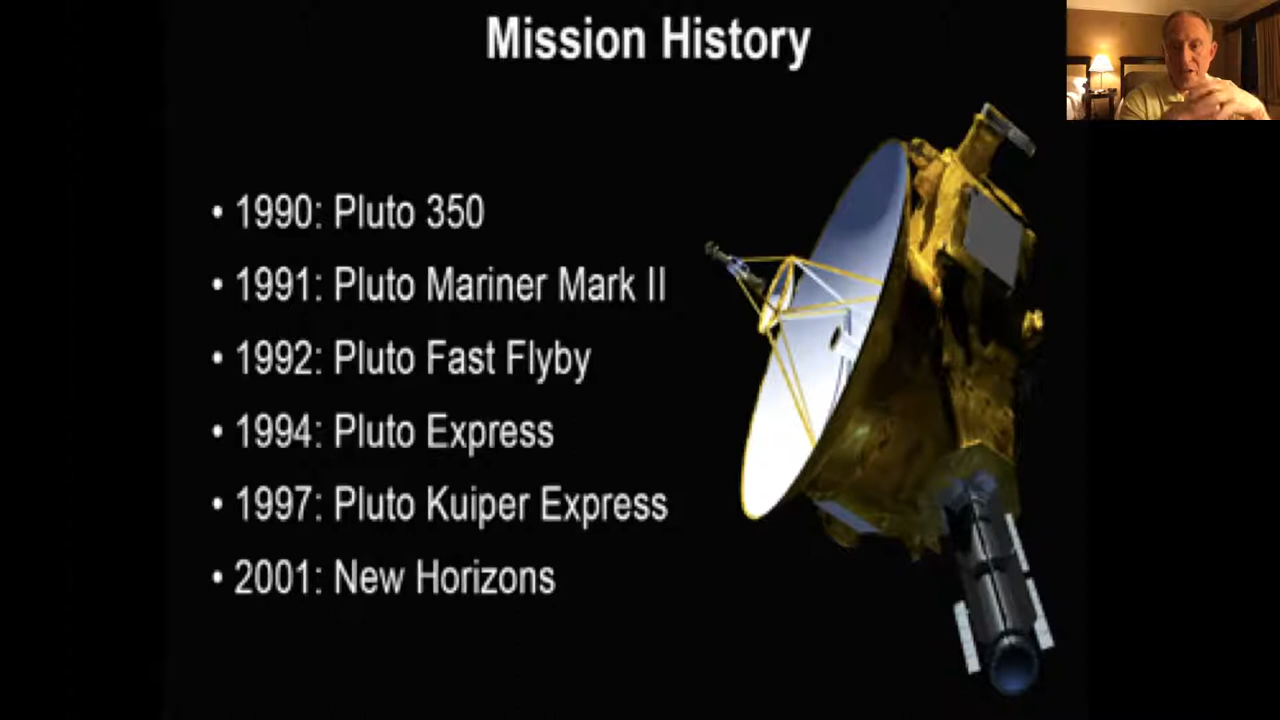 Mission History
• 1990: Pluto 350
• 1991: Pluto Mariner Mark II
• 1992: Pluto Fast Flyby
• 1994: Pluto Express
• 1997: Pluto Kuiper Express
• 2001: New Horizons